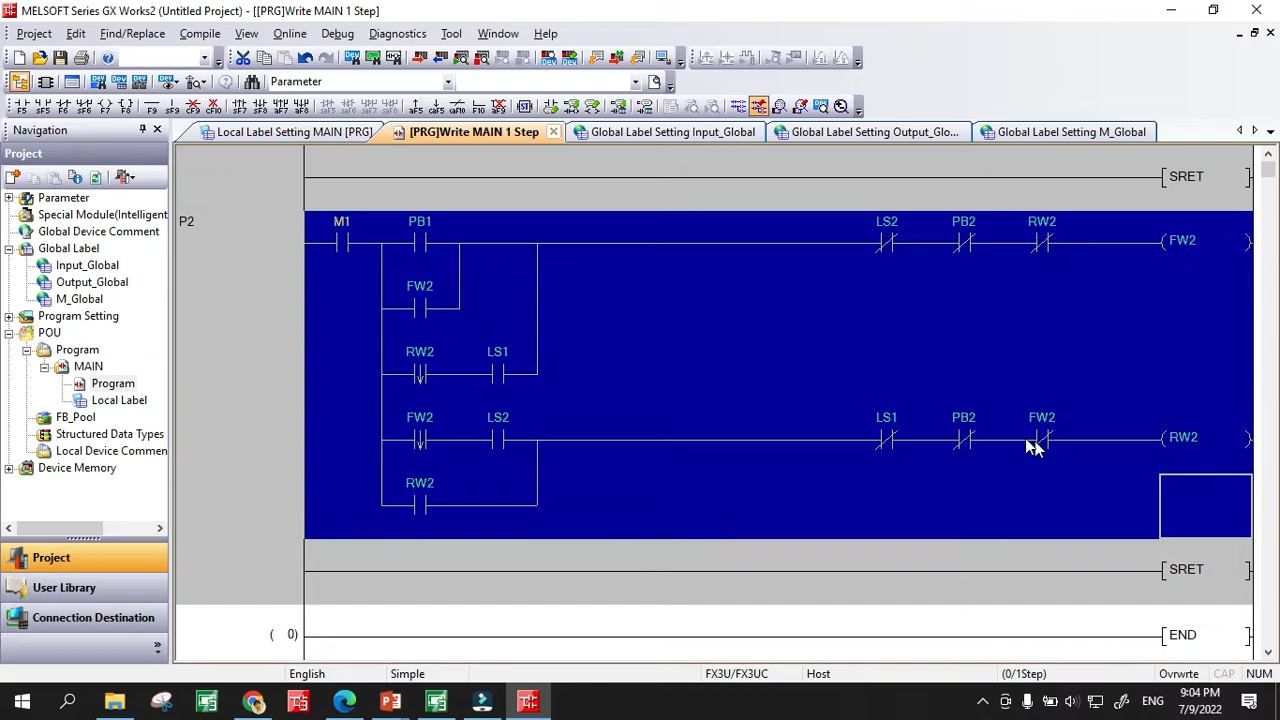 MELSOFT Series GX Works2 (Untitled Project) - [[PRG]Write MAIN 1 Step]
Project Edit Find/Replace Compile View Online Debug Diagnostics Tool Window Help
Parameter
Navigation
Local Label Setting MAIN [PRG]
[PRG]Write MAIN 1 Step
Global Label Setting Input_Global
Global Label Setting Output_Glo...
Global Label Setting M_Global
Project
Parameter
Special Module(Intelligent
Global Device Comment
Global Label
Input_Global
Output_Global
M_Global
Program Setting
POU
Program
MAIN
Program
Local Label
FB_Pool
Structured Data Types
Local Device Commen
Device Memory
Project
User Library
Connection Destination
SRET
P2
M1 PB1 LS2 PB2 RW2
FW2
FW2
RW2 LS1
FW2 LS2 LS1 PB2 FW2
RW2
RW2
SRET
( 0)
END
English Simple FX3U/FX3UC Host (0/1Step) Ovrwrte CAP NUM
ENG
9:04 PM
7/9/2022